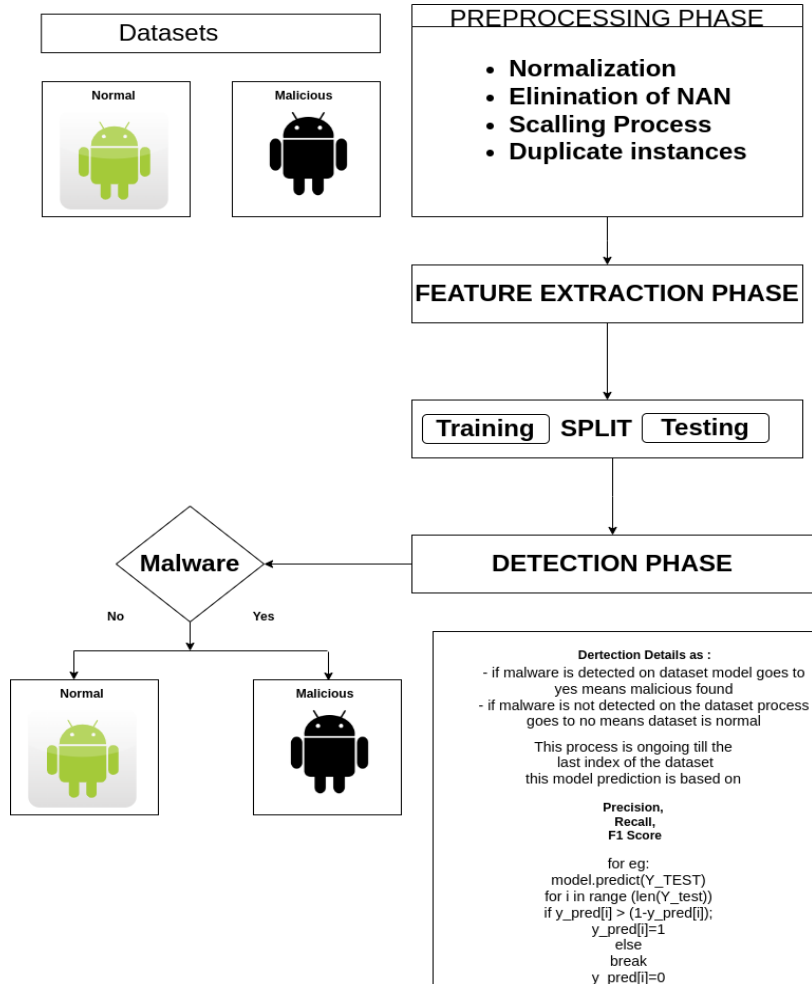 Datasets
Normal
Malicious
PREPROCESSING PHASE
• Normalization
• Elinination of NAN
• Scalling Process
• Duplicate instances
FEATURE EXTRACTION PHASE
Training SPLIT Testing
DETECTION PHASE
Malware
No
Yes
Normal
Malicious
Dertection Details as :
- if malware is detected on dataset model goes to
yes means malicious found
- if malware is not detected on the dataset process
goes to no means dataset is normal
This process is ongoing till the
last index of the dataset
this model prediction is based on
Precision,
Recall,
F1 Score
for eg:
model.predict(Y_TEST)
for i in range (len(Y_test))
if y_pred[i] > (1-y_pred[i]);
y_pred[i]=1
else
break
y_pred[i]=0